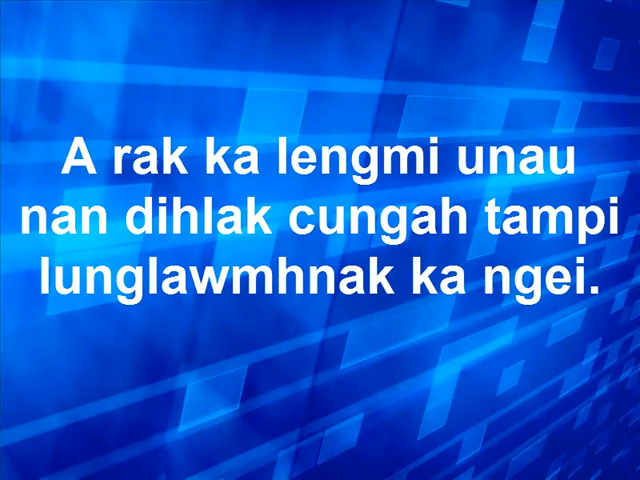 A rak ka lengmi unau
nan dihlak cungah tampi
lunglawmhnak ka ngei.